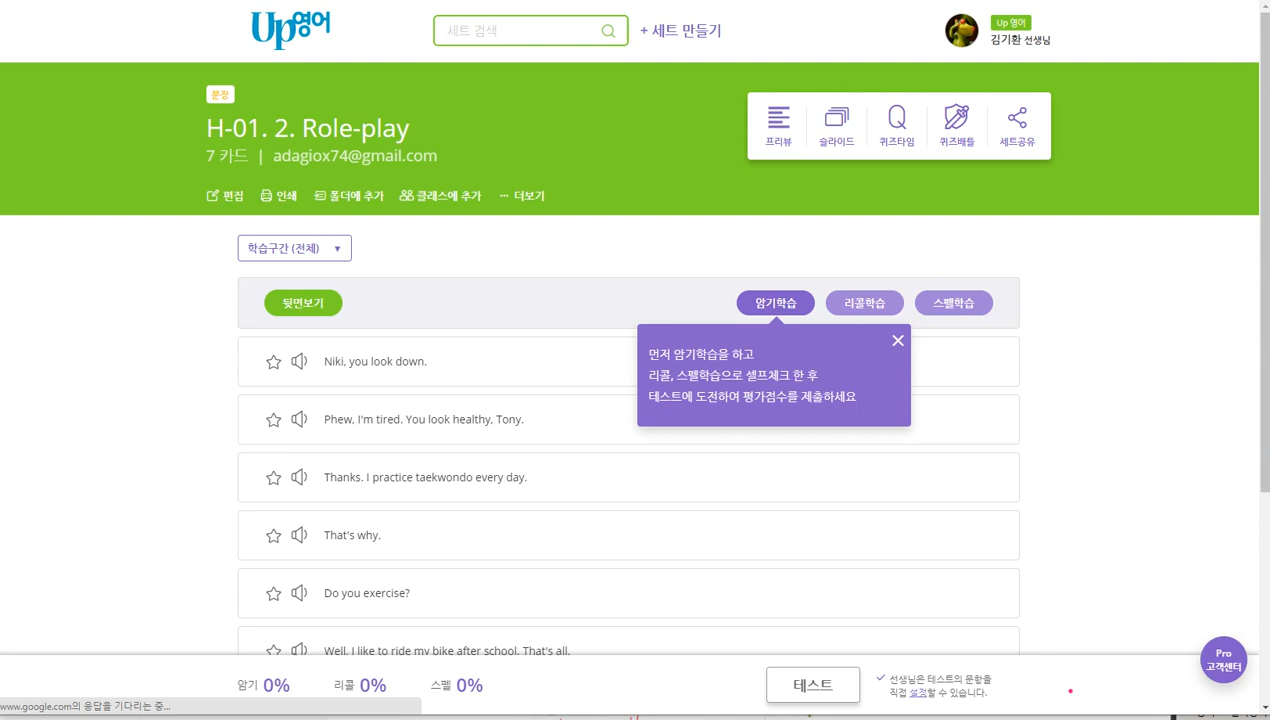 Up영어
세트 검색
+ 세트 만들기
Up 영어
김기환 선생님
문장
H-01. 2. Role-play
7 카드 | adagiox74@gmail.com
편집 인쇄 폴더에 추가 클래스에 추가 ··· 더보기
프리뷰 슬라이드 퀴즈타임 퀴즈배틀 세트공유
학습구간 (전체) ▼
뒷면보기
암기학습 리콜학습 스펠학습
먼저 암기학습을 하고
리콜, 스펠학습으로 셀프체크 한 후
테스트에 도전하여 평가점수를 제출하세요
Niki, you look down.
Phew, I'm tired. You look healthy, Tony.
Thanks. I practice taekwondo every day.
That's why.
Do you exercise?
Well, I like to ride my bike after school. That's all.
암기 0% 리콜 0% 스펠 0%
테스트
선생님은 테스트의 문항을
직접 설정할 수 있습니다.
Pro
고객센터
www.google.com의 응답을 기다리는 중...